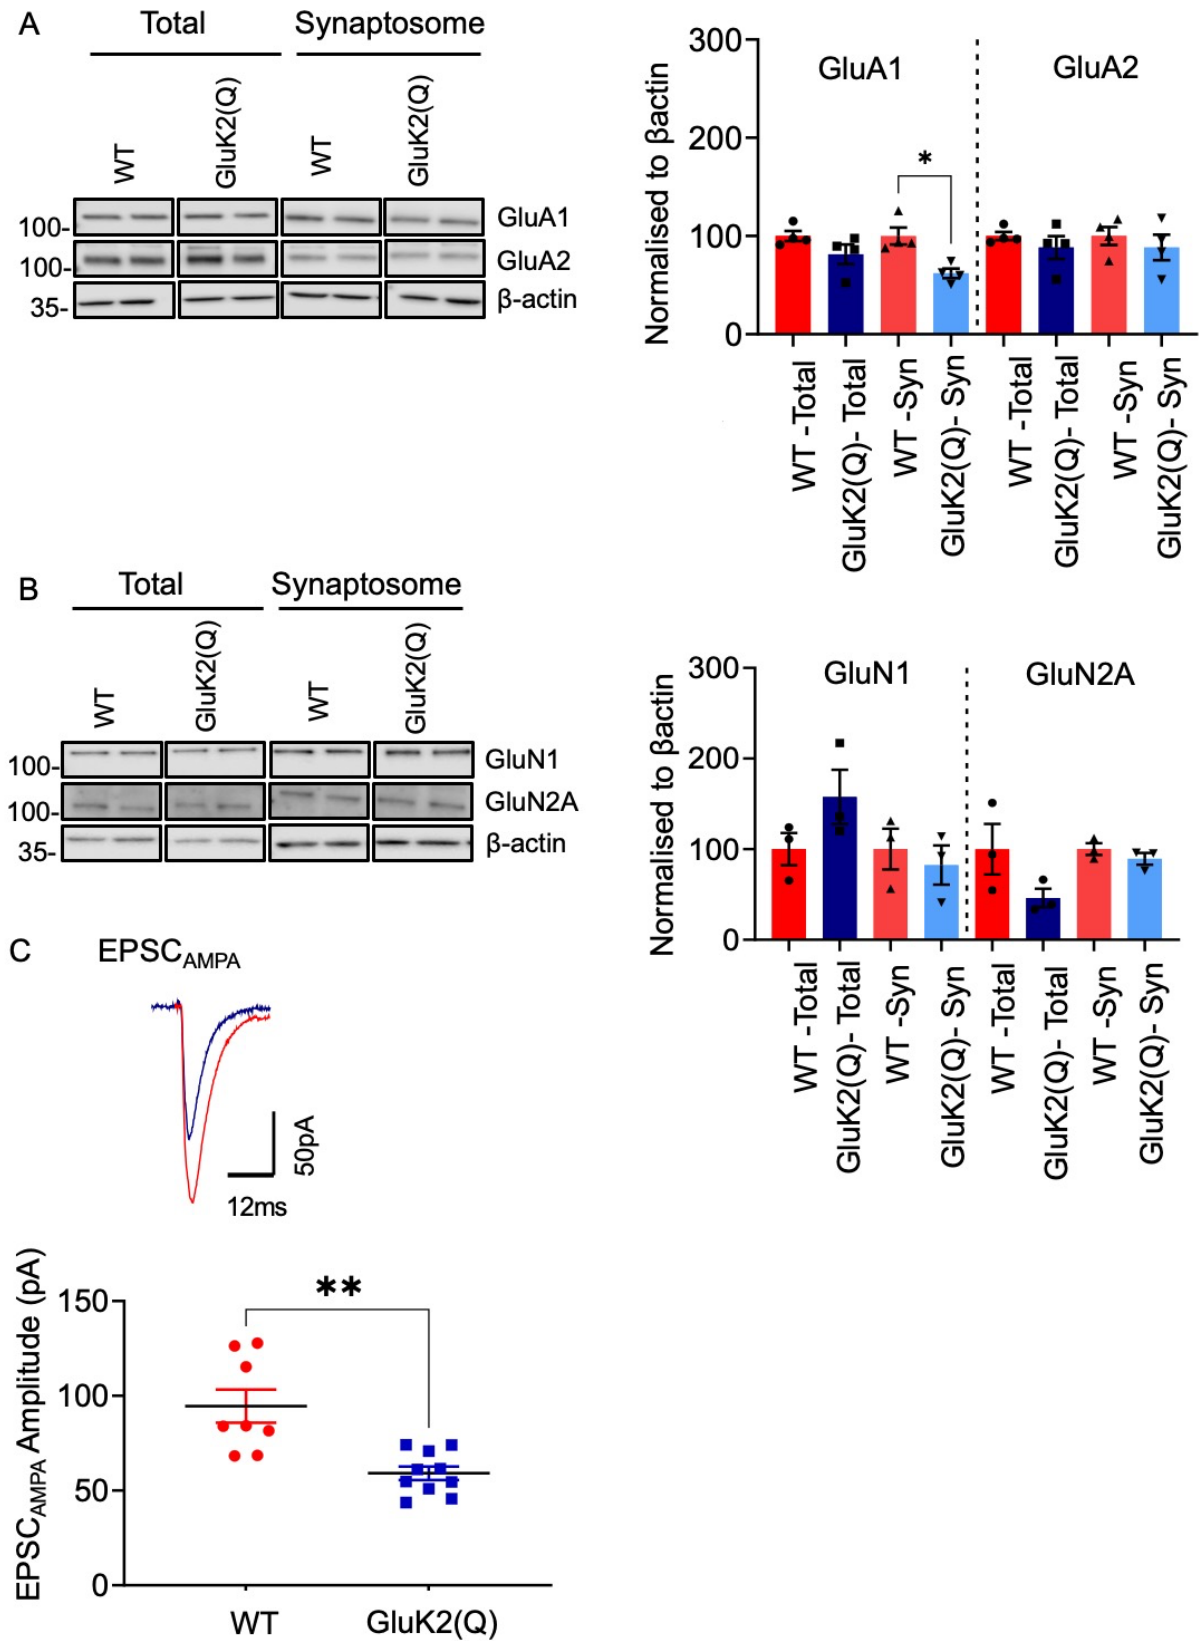 A
Total Synaptosome
WT GluK2(Q) WT GluK2(Q)
100- GluA1
100- GluA2
35- β-actin
300
200
100
0
Normalised to βactin
GluA1 GluA2
*
WT -Total
GluK2(Q)- Total
WT -Syn
GluK2(Q)- Syn
WT -Total
GluK2(Q)- Total
WT -Syn
GluK2(Q)- Syn
B
Total Synaptosome
WT GluK2(Q) WT GluK2(Q)
100- GluN1
100- GluN2A
35- β-actin
300
200
100
0
Normalised to βactin
GluN1 GluN2A
WT -Total
GluK2(Q)- Total
WT -Syn
GluK2(Q)- Syn
WT -Total
GluK2(Q)- Total
WT -Syn
GluK2(Q)- Syn
C
EPSCAMPA
50pA
12ms
EPSCAMPA Amplitude (pA)
150
100
50
0
**
WT GluK2(Q)